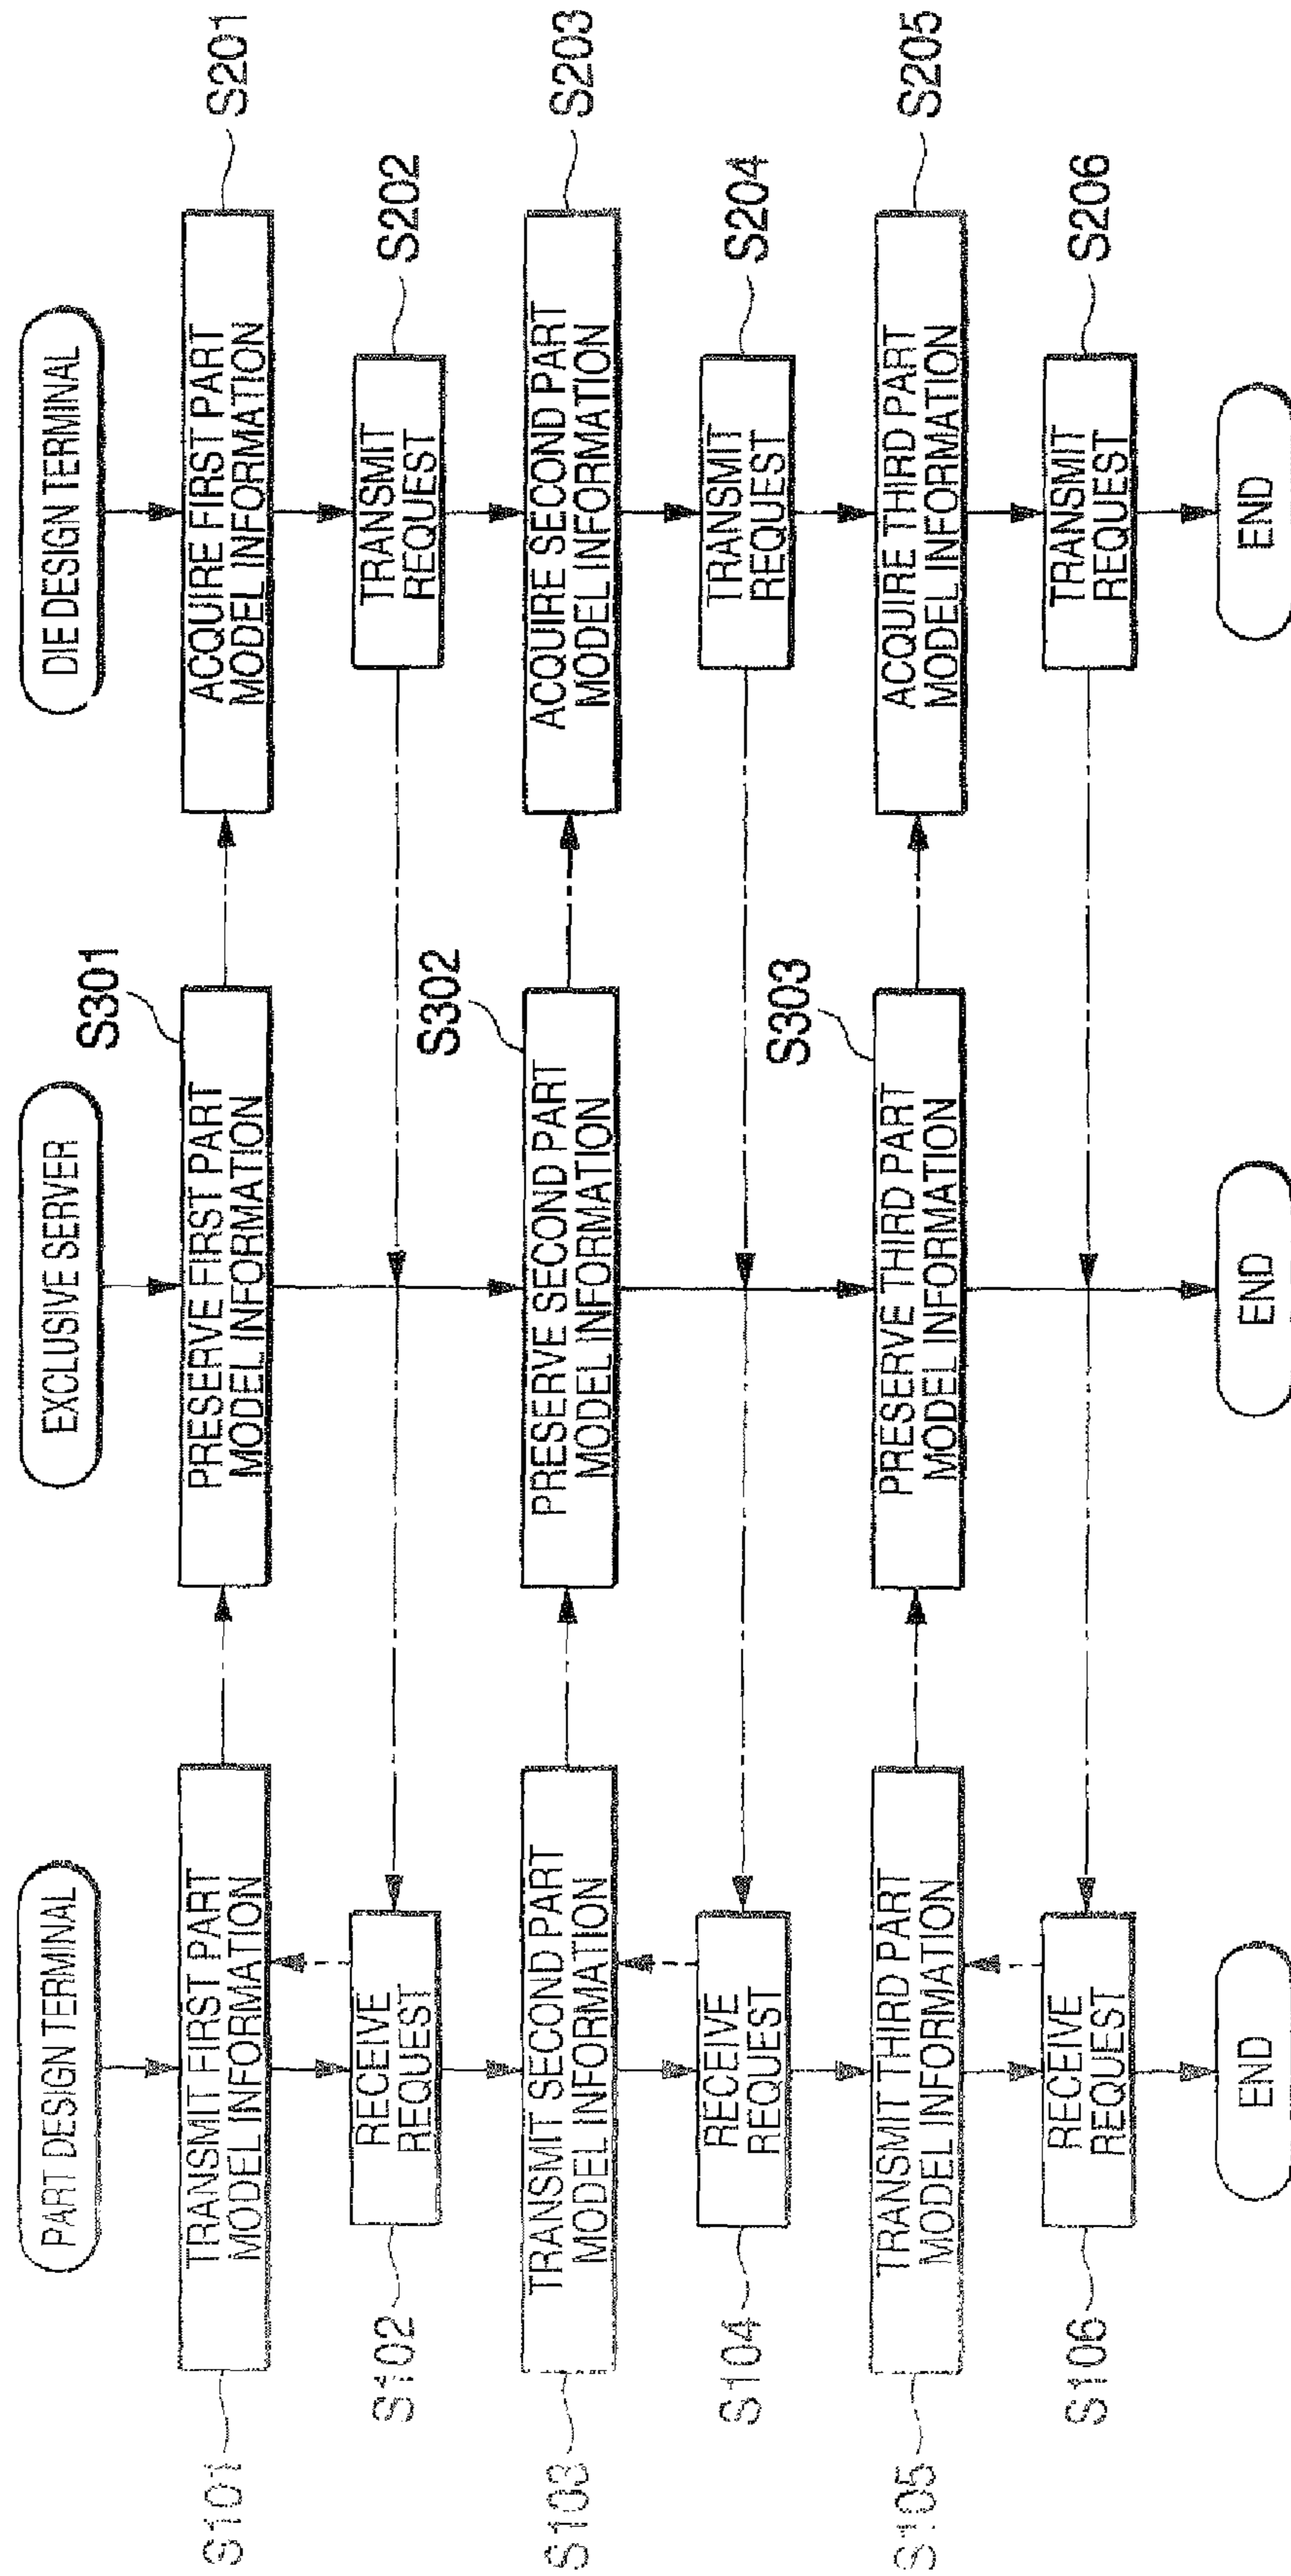 PART DESIGN TERMINAL
EXCLUSIVE SERVER
DIE DESIGN TERMINAL
S101
TRANSMIT FIRST PART
MODEL INFORMATION
S301
PRESERVE FIRST PART
MODEL INFORMATION
ACQUIRE FIRST PART
MODEL INFORMATION
S201
S102
RECEIVE
REQUEST
TRANSMIT
REQUEST
S202
S103
TRANSMIT SECOND PART
MODEL INFORMATION
S302
PRESERVE SECOND PART
MODEL INFORMATION
ACQUIRE SECOND PART
MODEL INFORMATION
S203
S104
RECEIVE
REQUEST
TRANSMIT
REQUEST
S204
S105
TRANSMIT THIRD PART
MODEL INFORMATION
S303
PRESERVE THIRD PART
MODEL INFORMATION
ACQUIRE THIRD PART
MODEL INFORMATION
S205
S106
RECEIVE
REQUEST
TRANSMIT
REQUEST
S206
END
END
END